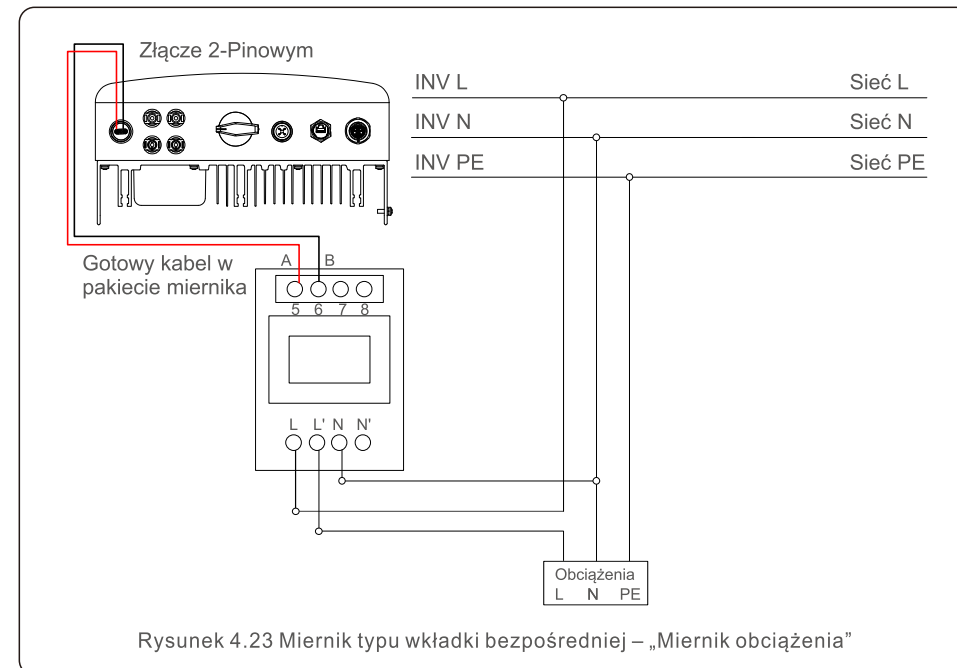 Złącze 2-Pinowym
INV L Sieć L
INV N Sieć N
INV PE Sieć PE
Gotowy kabel w
pakiecie miernika
A B
5 6 7 8
L L' N N'
Obciążenia
L N PE
Rysunek 4.23 Miernik typu wkładki bezpośredniej – „Miernik obciążenia”